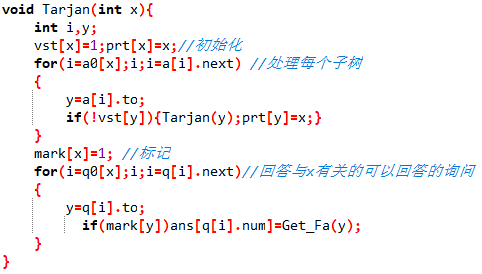 void Tarjan(int x){
int i,y;
vst[x]=1;prt[x]=x;//初始化
for(i=a0[x];i;i=a[i].next) //处理每个子树
{
y=a[i].to;
if(!vst[y]){Tarjan(y);prt[y]=x;}
}
mark[x]=1; //标记
for(i=q0[x];i;i=q[i].next)//回答与x有关的可以回答的询问
{
y=q[i].to;
if(mark[y])ans[q[i].num]=Get_Fa(y);
}
}